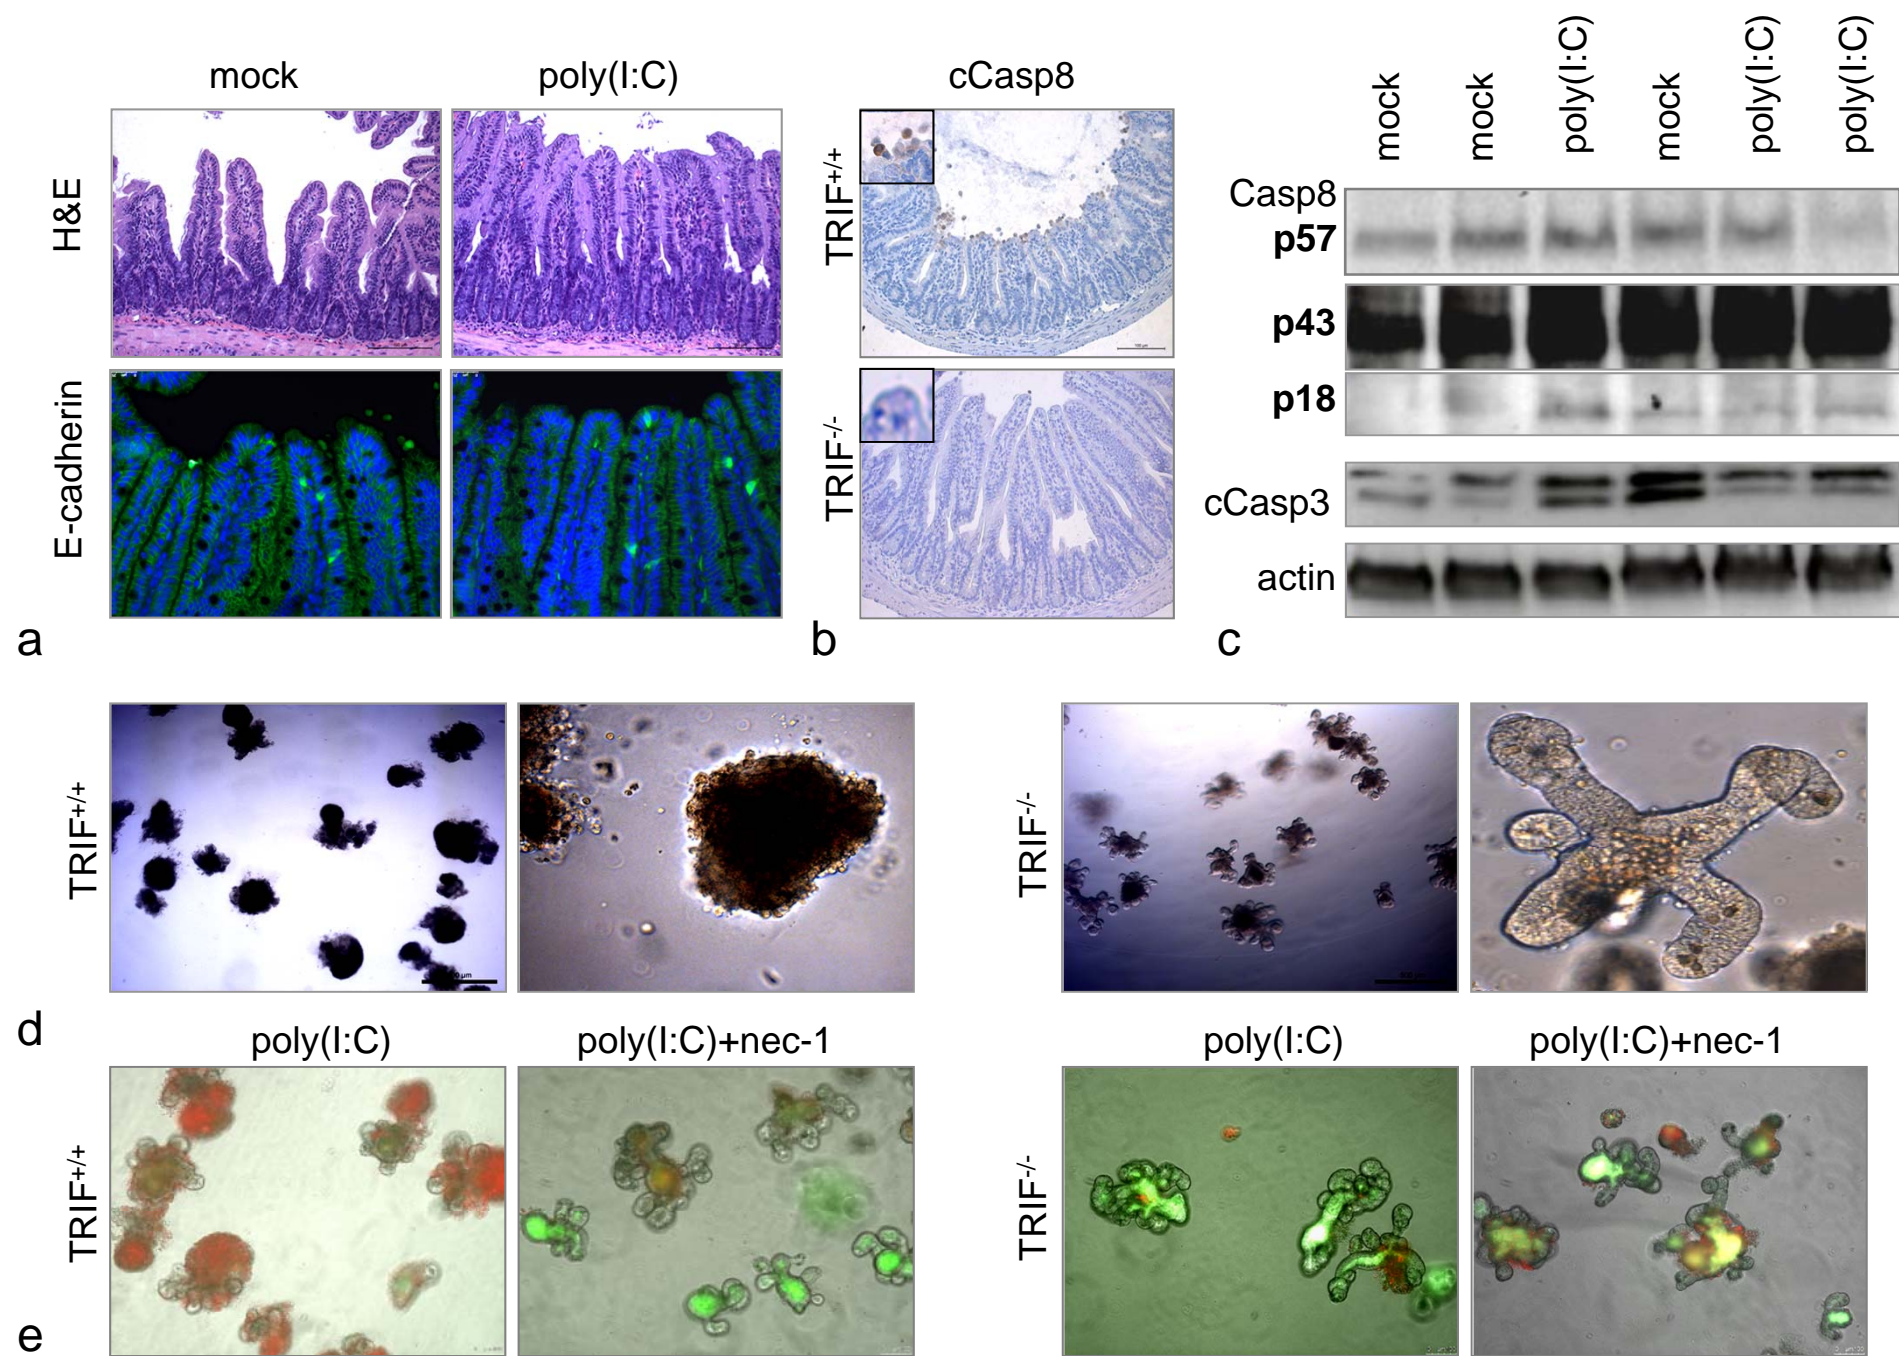 mock
poly(I:C)
H&E
E-cadherin
a
cCasp8
TRIF+/+
TRIF-/-
b
mock
mock
poly(I:C)
mock
poly(I:C)
poly(I:C)
Casp8
p57
p43
p18
cCasp3
actin
c
TRIF+/+
TRIF-/-
d
poly(I:C)
poly(I:C)+nec-1
poly(I:C)
poly(I:C)+nec-1
TRIF+/+
TRIF-/-
e